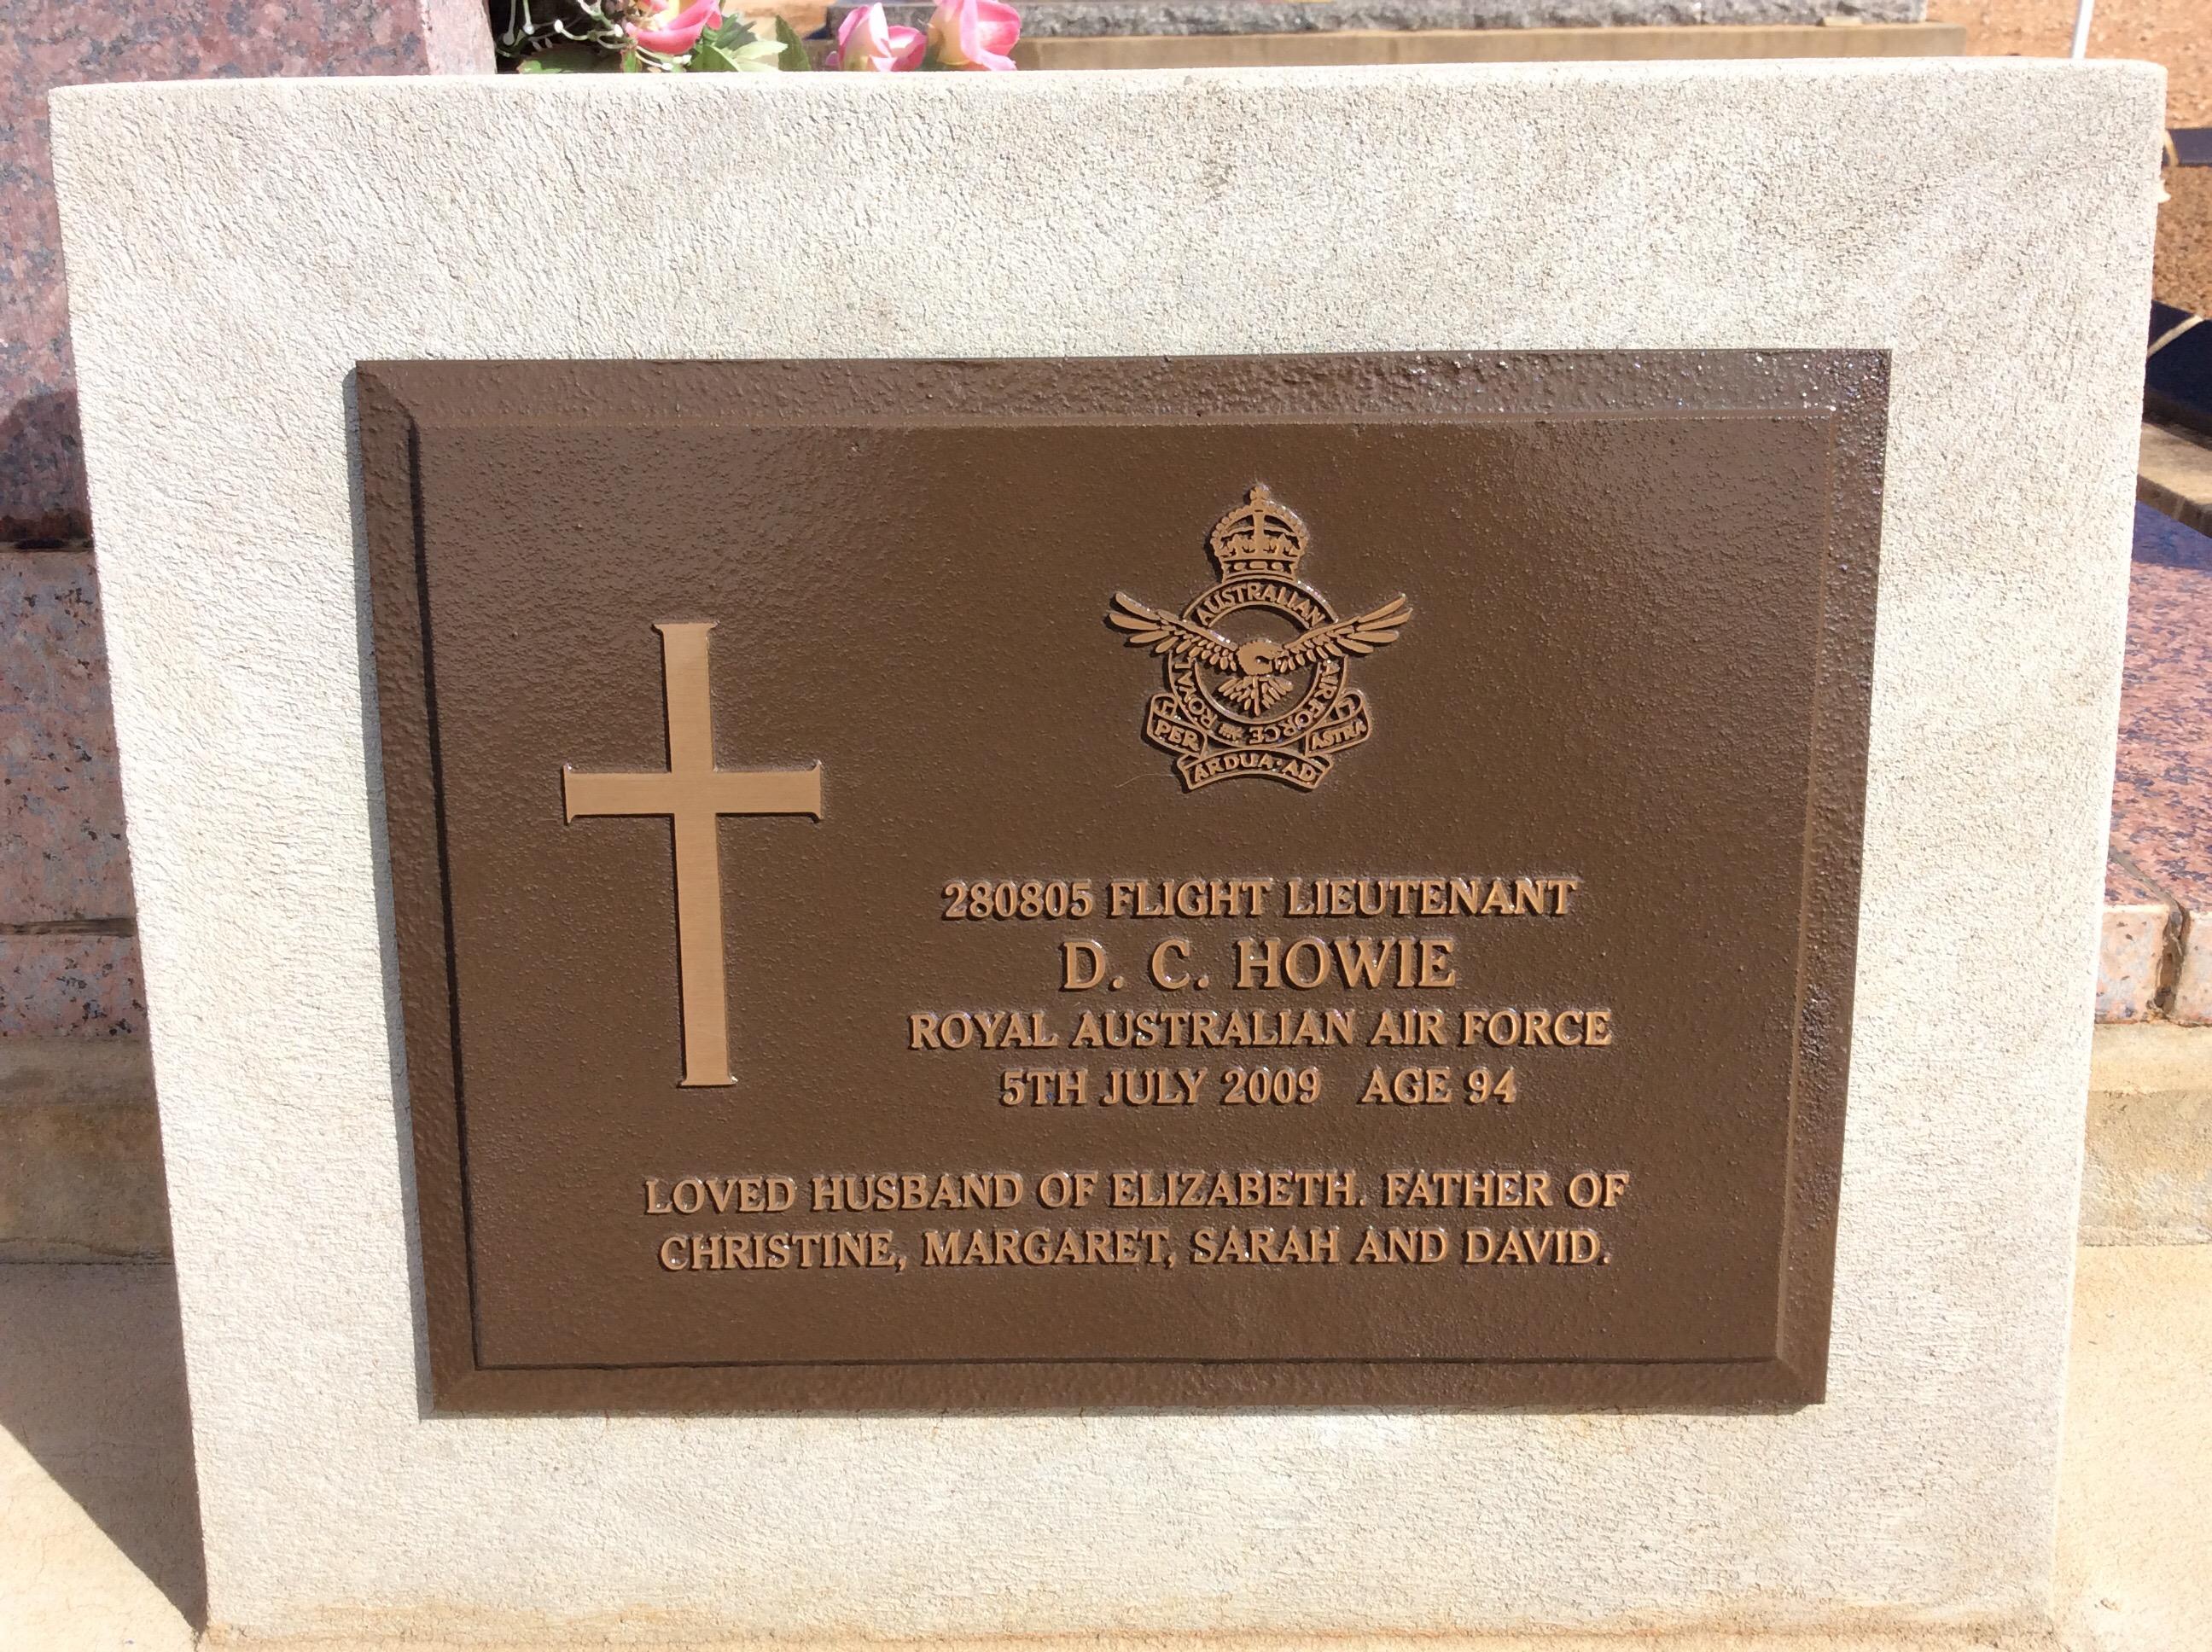 ROYAL AUSTRALIAN AIR FORCE
PER ARDUA·AD ASTRA
280805 FLIGHT LIEUTENANT
D. C. HOWIE
ROYAL AUSTRALIAN AIR FORCE
5TH JULY 2009 AGE 94
LOVED HUSBAND OF ELIZABETH. FATHER OF
CHRISTINE, MARGARET, SARAH AND DAVID.